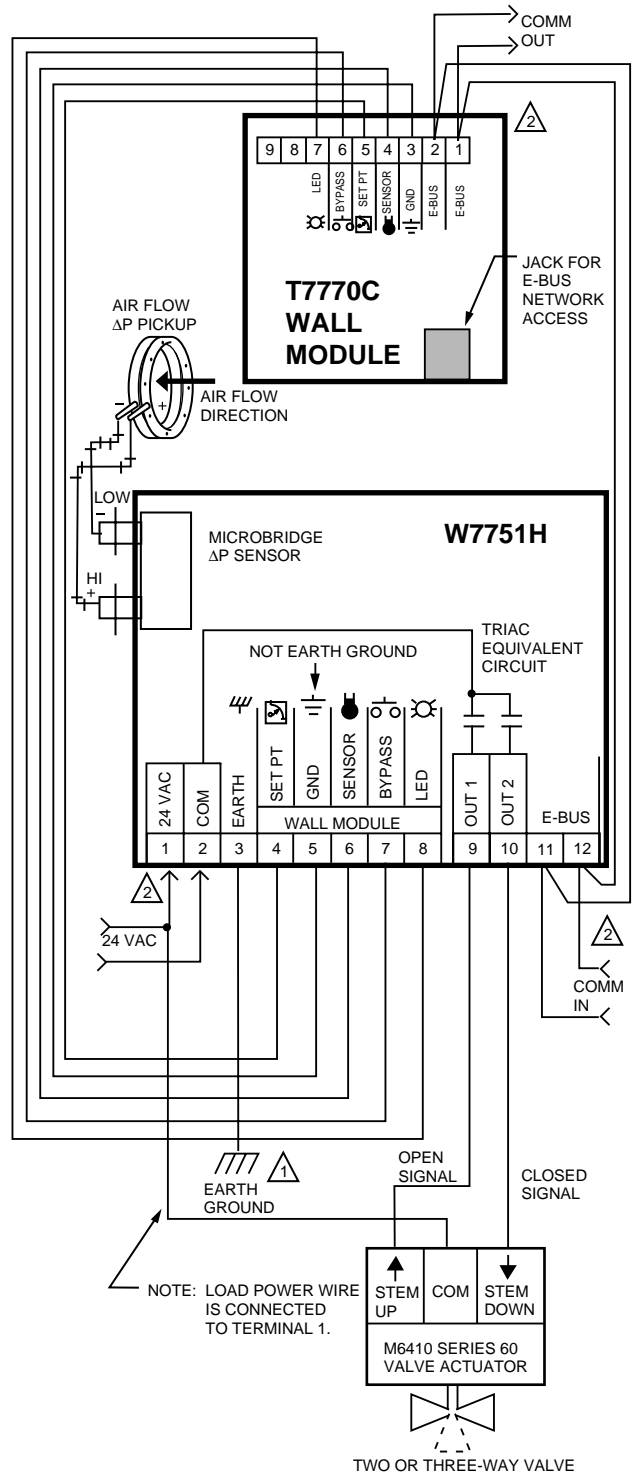 COMM
OUT
2
9 8 7 6 5 4 3 2 1
LED
BYPASS
SET PT
SENSOR
GND
E-BUS
E-BUS
T7770C
WALL
MODULE
JACK FOR
E-BUS
NETWORK
ACCESS
AIR FLOW
ΔP PICKUP
- +
AIR FLOW
DIRECTION
LOW
-
HI
+
MICROBRIDGE
ΔP SENSOR
W7751H
TRIAC
EQUIVALENT
CIRCUIT
NOT EARTH GROUND
24 VAC
COM
EARTH
SET PT
GND
SENSOR
BYPASS
LED
OUT 1
OUT 2
E-BUS
WALL MODULE
1 2 3 4 5 6 7 8 9 10 11 12
2
24 VAC
2
COMM
IN
1
EARTH
GROUND
OPEN
SIGNAL
CLOSED
SIGNAL
NOTE: LOAD POWER WIRE
IS CONNECTED
TO TERMINAL 1.
STEM
UP
COM
STEM
DOWN
M6410 SERIES 60
VALVE ACTUATOR
TWO OR THREE-WAY VALVE